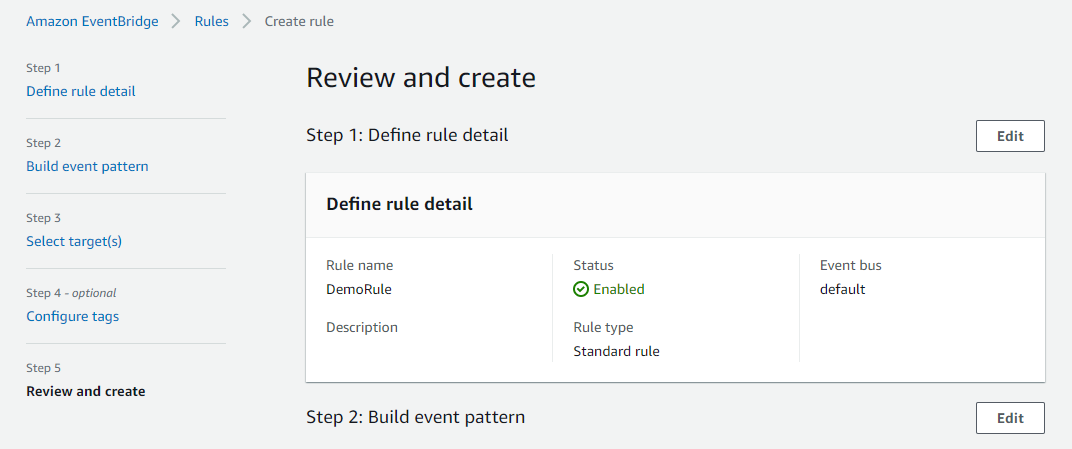 Amazon EventBridge Rules Create rule
Step 1
Define rule detail
Step 2
Build event pattern
Step 3
Select target(s)
Step 4 - optional
Configure tags
Step 5
Review and create
Review and create
Step 1: Define rule detail
Edit
Define rule detail
Rule name
DemoRule
Description
Status
Enabled
Rule type
Standard rule
Event bus
default
Step 2: Build event pattern
Edit